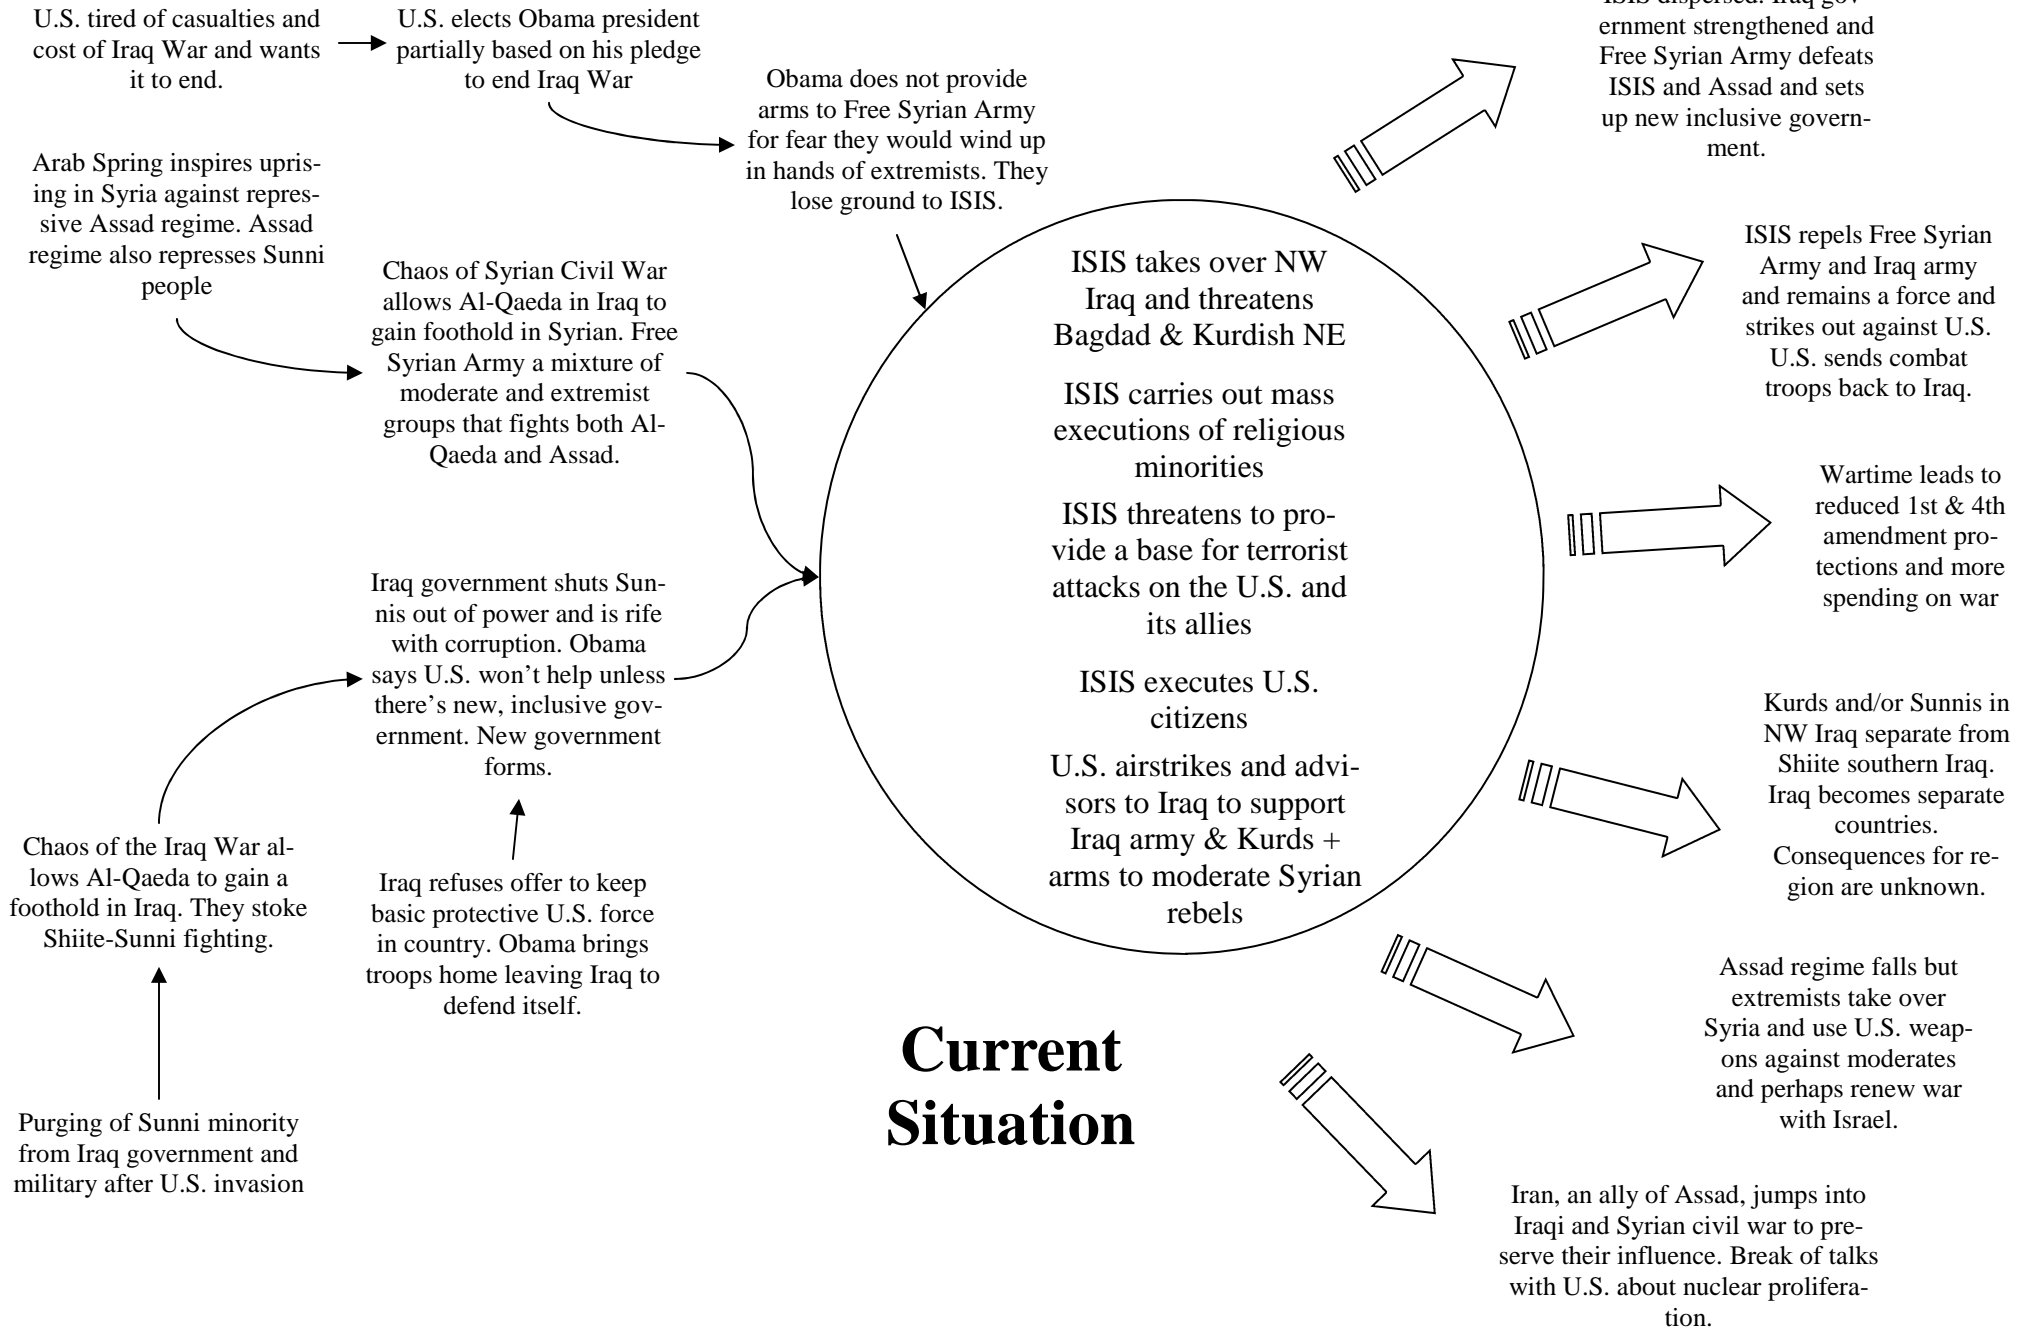 U.S. tired of casualties and
cost of Iraq War and wants
it to end.
U.S. elects Obama president
partially based on his pledge
to end Iraq War
Obama does not provide
arms to Free Syrian Army
for fear they would wind up
in hands of extremists. They
lose ground to ISIS.
Arab Spring inspires upris-
ing in Syria against repres-
sive Assad regime. Assad
regime also represses Sunni
people
Chaos of Syrian Civil War
allows Al-Qaeda in Iraq to
gain foothold in Syrian. Free
Syrian Army a mixture of
moderate and extremist
groups that fights both Al-
Qaeda and Assad.
Iraq government shuts Sun-
nis out of power and is rife
with corruption. Obama
says U.S. won’t help unless
there’s new, inclusive gov-
ernment. New government
forms.
Chaos of the Iraq War al-
lows Al-Qaeda to gain a
foothold in Iraq. They stoke
Shiite-Sunni fighting.
Iraq refuses offer to keep
basic protective U.S. force
in country. Obama brings
troops home leaving Iraq to
defend itself.
Purging of Sunni minority
from Iraq government and
military after U.S. invasion
ISIS takes over NW
Iraq and threatens
Bagdad & Kurdish NE
ISIS carries out mass
executions of religious
minorities
ISIS threatens to pro-
vide a base for terrorist
attacks on the U.S. and
its allies
ISIS executes U.S.
citizens
U.S. airstrikes and advi-
sors to Iraq to support
Iraq army & Kurds +
arms to moderate Syrian
rebels
Current
Situation
ISIS dispersed. Iraq gov-
ernment strengthened and
Free Syrian Army defeats
ISIS and Assad and sets
up new inclusive govern-
ment.
ISIS repels Free Syrian
Army and Iraq army
and remains a force and
strikes out against U.S.
U.S. sends combat
troops back to Iraq.
Wartime leads to
reduced 1st & 4th
amendment pro-
tections and more
spending on war
Kurds and/or Sunnis in
NW Iraq separate from
Shiite southern Iraq.
Iraq becomes separate
countries.
Consequences for re-
gion are unknown.
Assad regime falls but
extremists take over
Syria and use U.S. weap-
ons against moderates
and perhaps renew war
with Israel.
Iran, an ally of Assad, jumps into
Iraqi and Syrian civil war to pre-
serve their influence. Break of talks
with U.S. about nuclear prolifera-
tion.